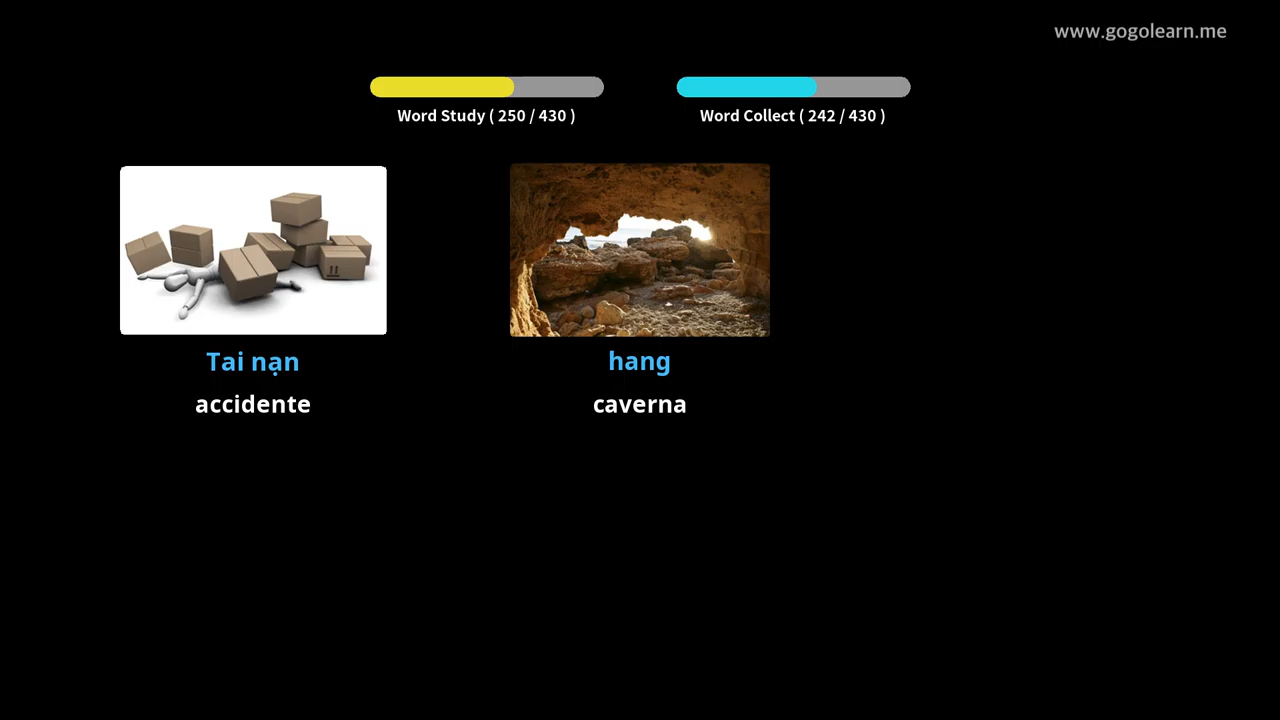 www.gogolearn.me
Word Study ( 250 / 430 )
Word Collect ( 242 / 430 )
Tai nạn
accidente
hang
caverna